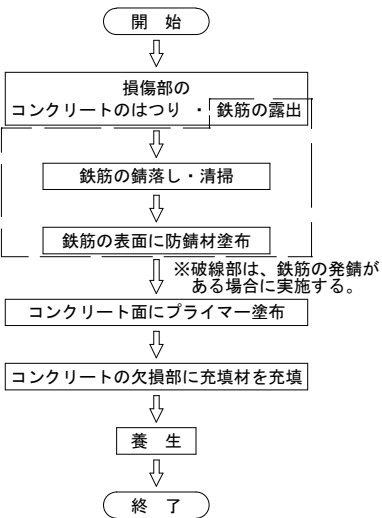 開 始
損傷部の
コンクリートのはつり ・ 鉄筋の露出
鉄筋の錆落し・清掃
鉄筋の表面に防錆材塗布
※破線部は、鉄筋の発錆が
ある場合に実施する。
コンクリート面にプライマー塗布
コンクリートの欠損部に充填材を充填
養 生
終 了